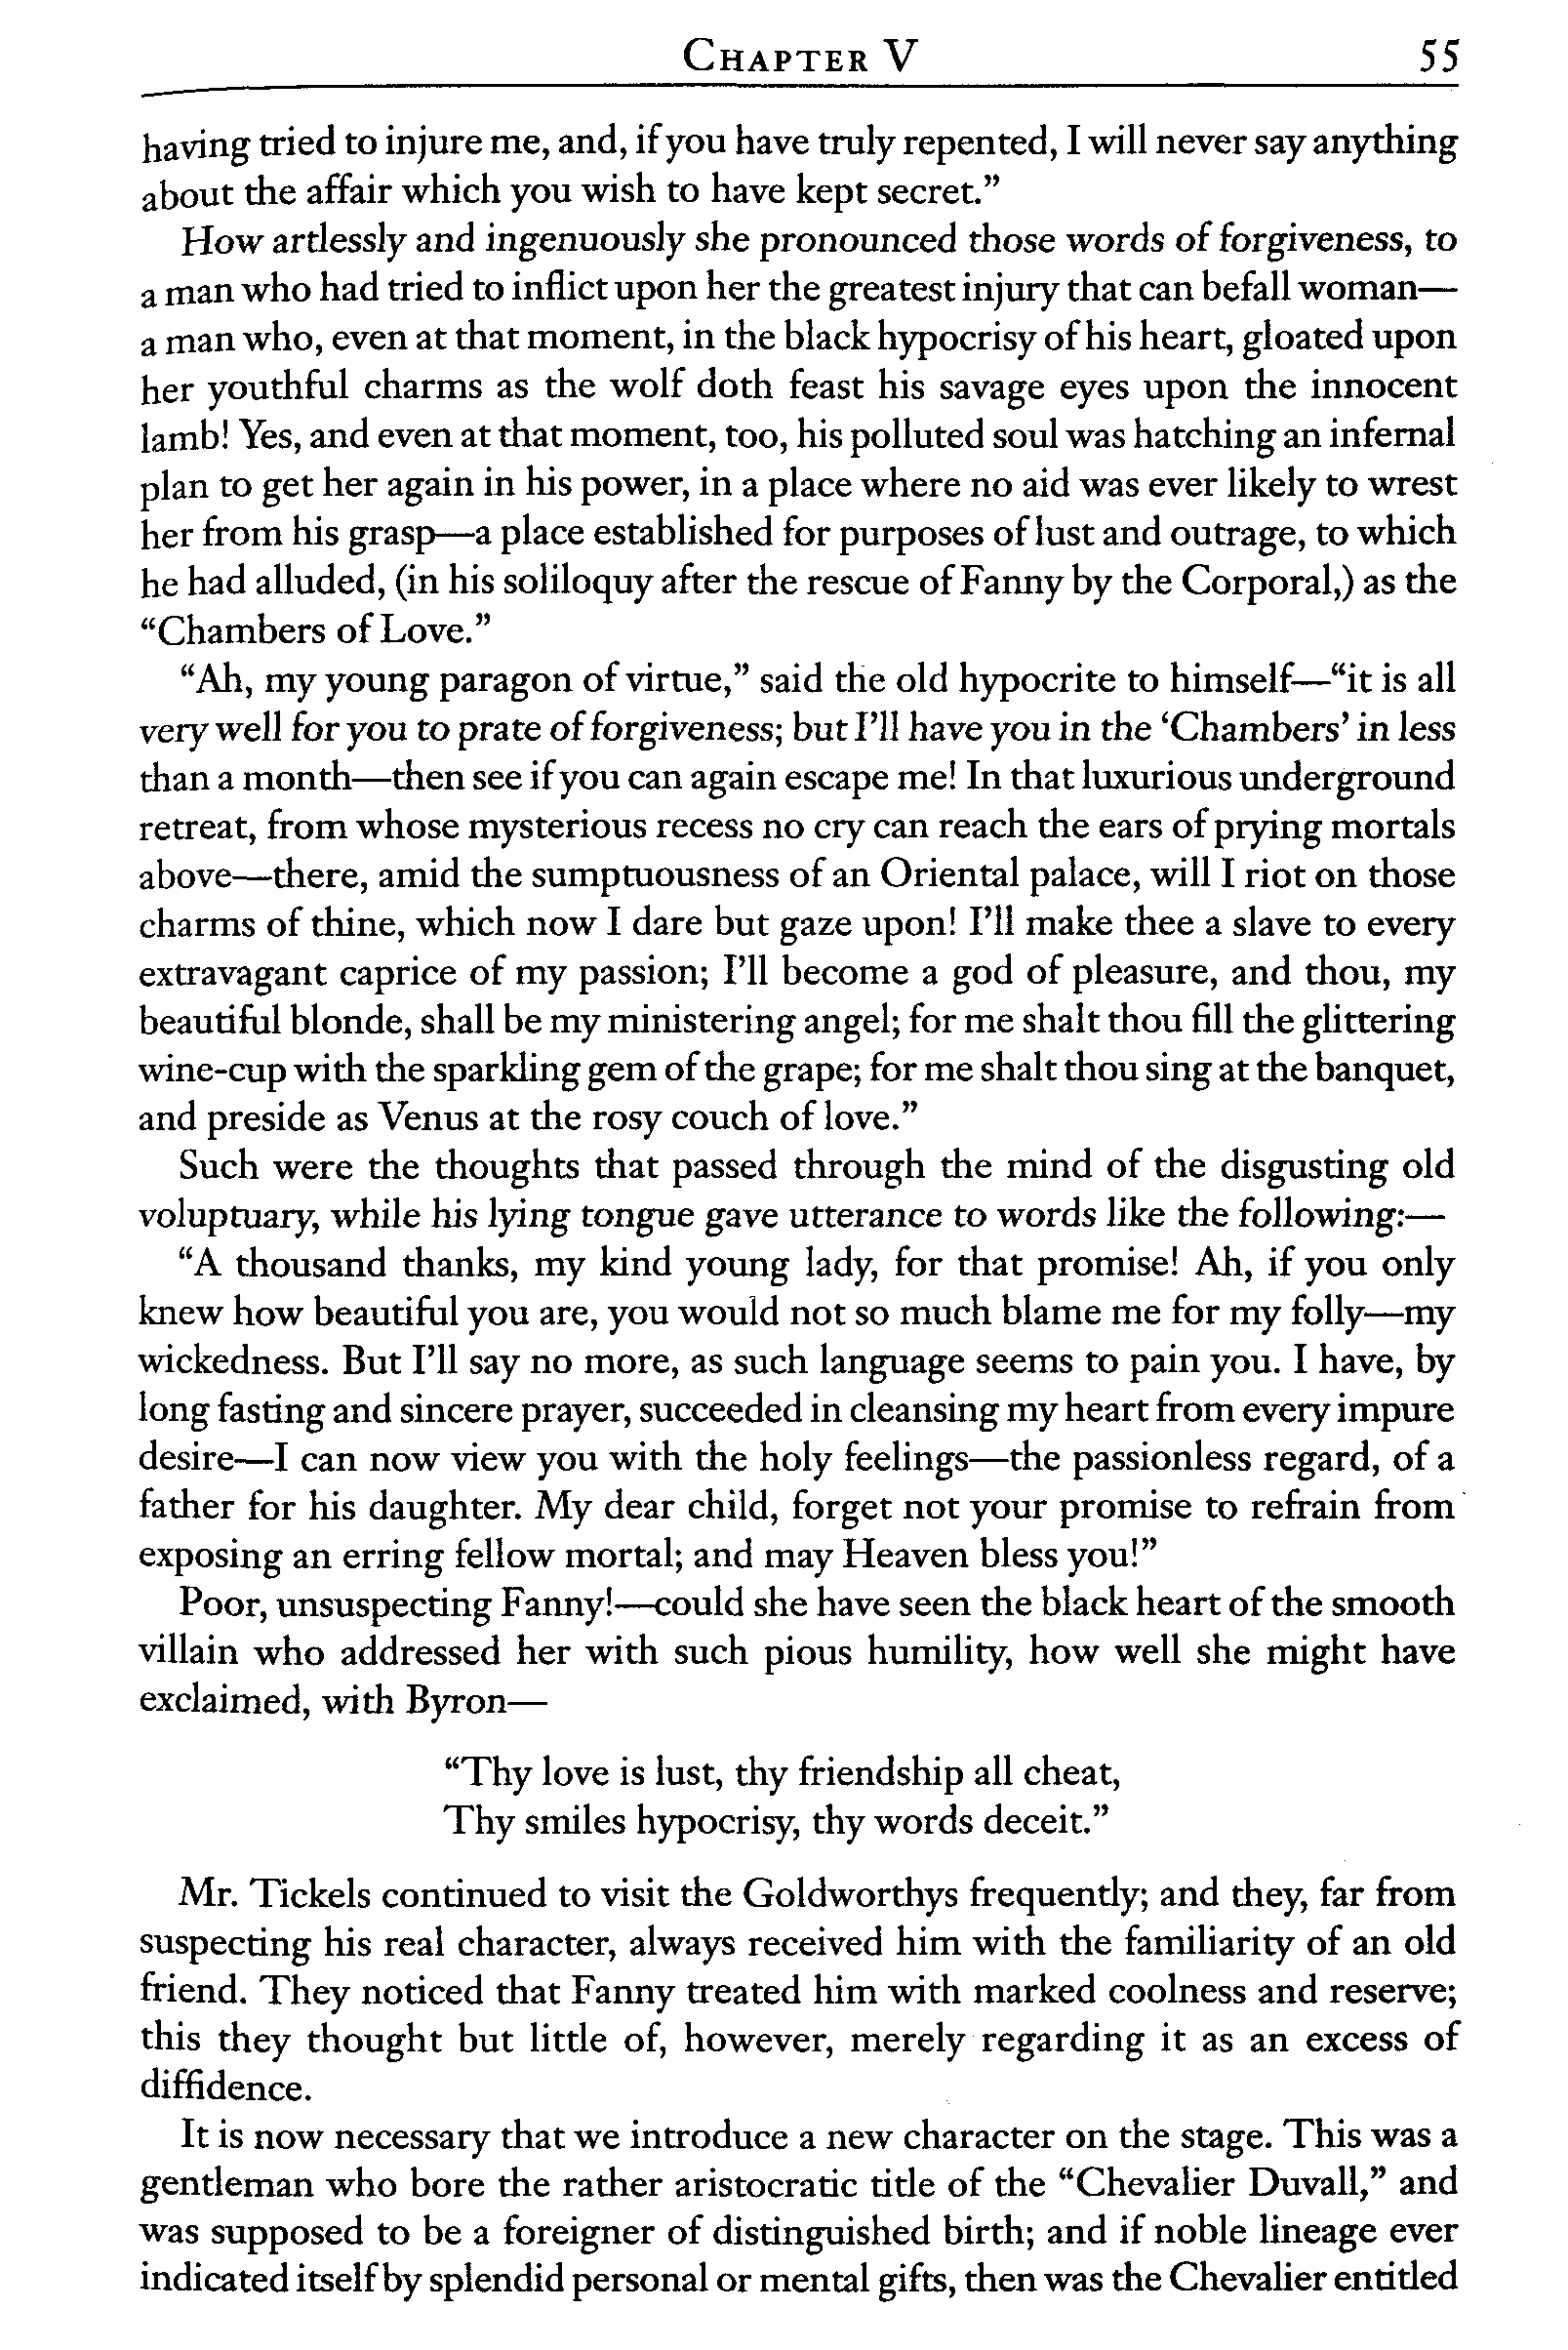 CHAPTER V 55
having tried to injure me, and, if you have truly repented, I will never say anything
about the affair which you wish to have kept secret.”
How artlessly and ingenuously she pronounced those words of forgiveness, to
a man who had tried to inflict upon her the greatest injury that can befall woman—
a man who, even at that moment, in the black hypocrisy of his heart, gloated upon
her youthful charms as the wolf doth feast his savage eyes upon the innocent
lamb! Yes, and even at that moment, too, his polluted soul was hatching an infernal
plan to get her again in his power, in a place where no aid was ever likely to wrest
her from his grasp—a place established for purposes of lust and outrage, to which
he had alluded, (in his soliloquy after the rescue of Fanny by the Corporal,) as the
“Chambers of Love.”
“Ah, my young paragon of virtue,” said the old hypocrite to himself—“it is all
very well for you to prate of forgiveness; but I’ll have you in the ‘Chambers’ in less
than a month—then see if you can again escape me! In that luxurious underground
retreat, from whose mysterious recess no cry can reach the ears of prying mortals
above—there, amid the sumptuousness of an Oriental palace, will I riot on those
charms of thine, which now I dare but gaze upon! I’ll make thee a slave to every
extravagant caprice of my passion; I’ll become a god of pleasure, and thou, my
beautiful blonde, shall be my ministering angel; for me shalt thou fill the glittering
wine-cup with the sparkling gem of the grape; for me shalt thou sing at the banquet,
and preside as Venus at the rosy couch of love.”
Such were the thoughts that passed through the mind of the disgusting old
voluptuary, while his lying tongue gave utterance to words like the following:—
“A thousand thanks, my kind young lady, for that promise! Ah, if you only
knew how beautiful you are, you would not so much blame me for my folly—my
wickedness. But I’ll say no more, as such language seems to pain you. I have, by
long fasting and sincere prayer, succeeded in cleansing my heart from every impure
desire—I can now view you with the holy feelings—the passionless regard, of a
father for his daughter. My dear child, forget not your promise to refrain from
exposing an erring fellow mortal; and may Heaven bless you!”
Poor, unsuspecting Fanny!—could she have seen the black heart of the smooth
villain who addressed her with such pious humility, how well she might have
exclaimed, with Byron—
“Thy love is lust, thy friendship all cheat,
Thy smiles hypocrisy, thy words deceit.”
Mr. Tickels continued to visit the Goldworthys frequently; and they, far from
suspecting his real character, always received him with the familiarity of an old
friend. They noticed that Fanny treated him with marked coolness and reserve;
this they thought but little of, however, merely regarding it as an excess of
diffidence.
It is now necessary that we introduce a new character on the stage. This was a
gentleman who bore the rather aristocratic title of the “Chevalier Duvall,” and
was supposed to be a foreigner of distinguished birth; and if noble lineage ever
indicated itself by splendid personal or mental gifts, then was the Chevalier entitled